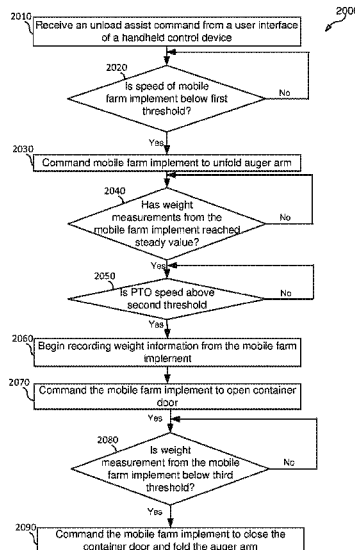 2000
2010
Receive an unload assist command from a user interface
of a handheld control device
2020
Is speed of mobile
farm implement below first
threshold?
No
Yes
2030
Command mobile farm implement to unfold auger arm
2040
Has weight
measurements from the
mobile farm implement reached
steady value?
No
Yes
2050
Is PTO speed above
second threshold
No
Yes
2060
Begin recording weight information from the mobile farm
implement
2070
Command the mobile farm implement to open container
door
Yes
2080
Is weight
measurement from the mobile
farm implement below third
threshold?
No
Yes
2090
Command the mobile farm implement to close the
container door and fold the auger arm